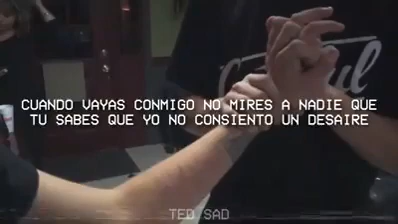 CUANDO VAYAS CONMIGO NO MIRES A NADIE QUE
TU SABES QUE YO NO CONSIENTO UN DESAIRE
TED SAD